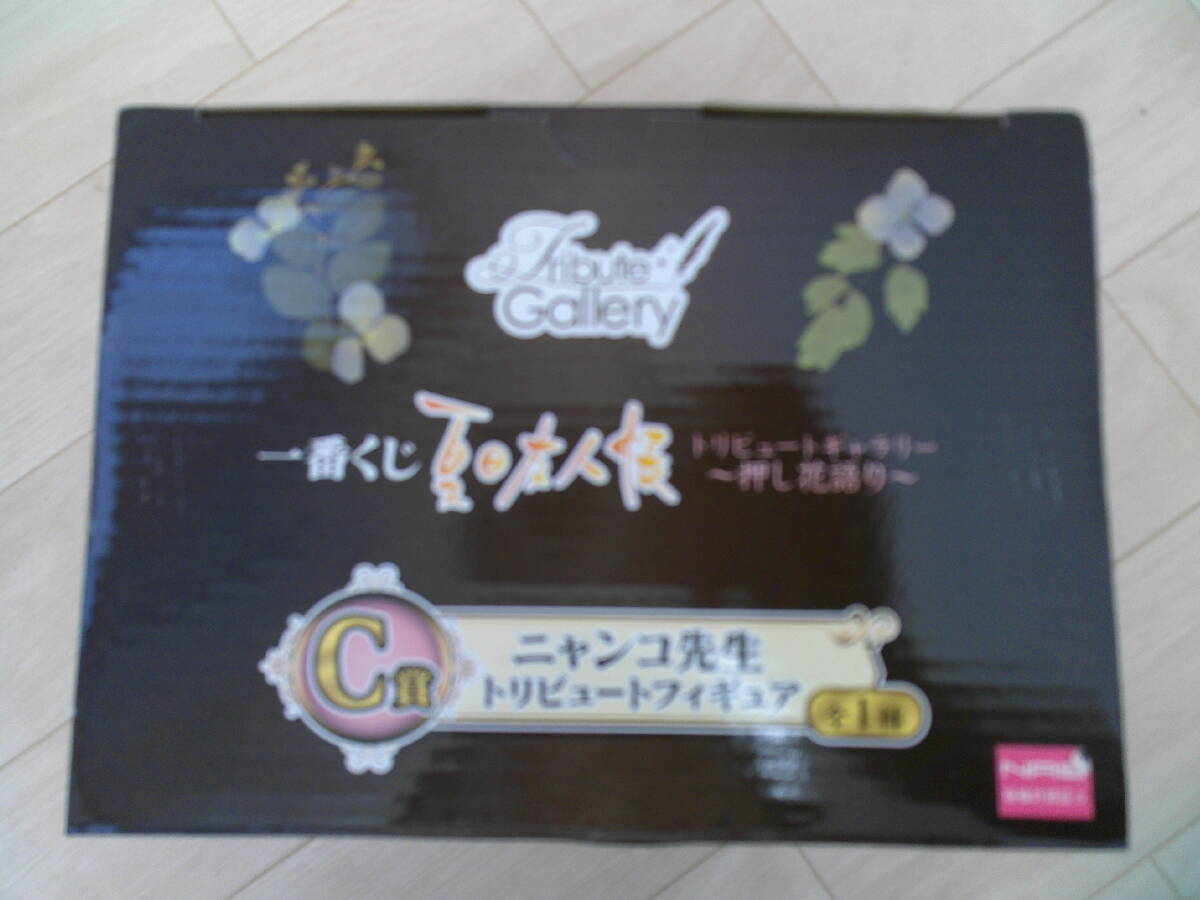 Tribute
Gallery
一番くじ 夏目友人帳 トリビュートギャラリー
～押し花語り～
C賞
ニャンコ先生
トリビュートフィギュア
全1種